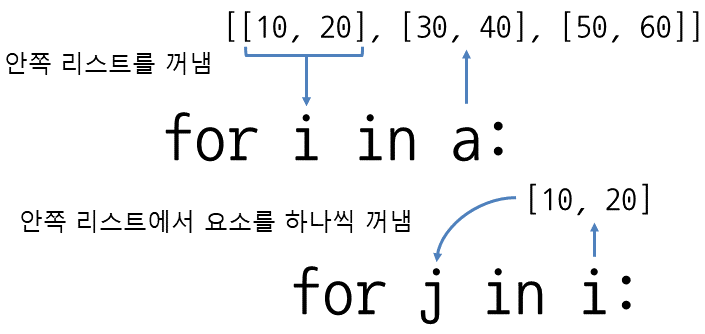 [[10, 20], [30, 40], [50, 60]]
안쪽 리스트를 꺼냄
for i in a:
[10, 20]
안쪽 리스트에서 요소를 하나씩 꺼냄
for j in i: